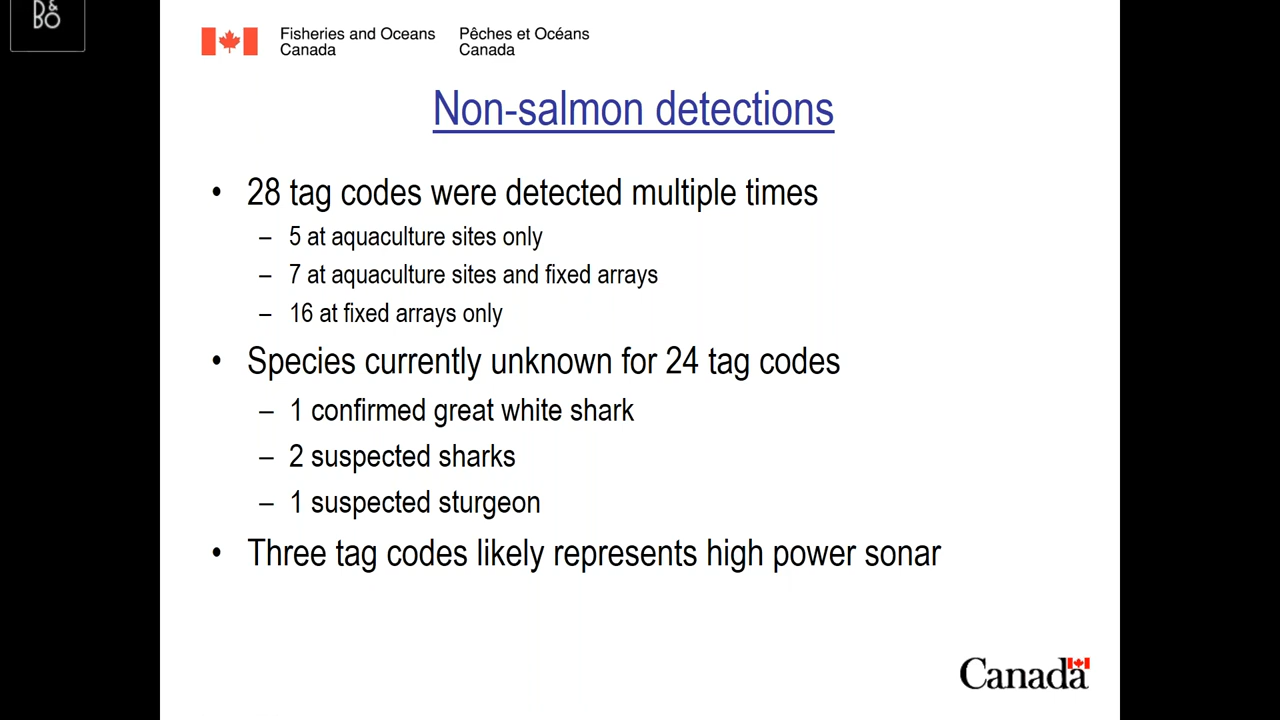 B&O
Fisheries and Oceans
Canada
Pêches et Océans
Canada
Non-salmon detections
• 28 tag codes were detected multiple times
– 5 at aquaculture sites only
– 7 at aquaculture sites and fixed arrays
– 16 at fixed arrays only
• Species currently unknown for 24 tag codes
– 1 confirmed great white shark
– 2 suspected sharks
– 1 suspected sturgeon
• Three tag codes likely represents high power sonar
Canada